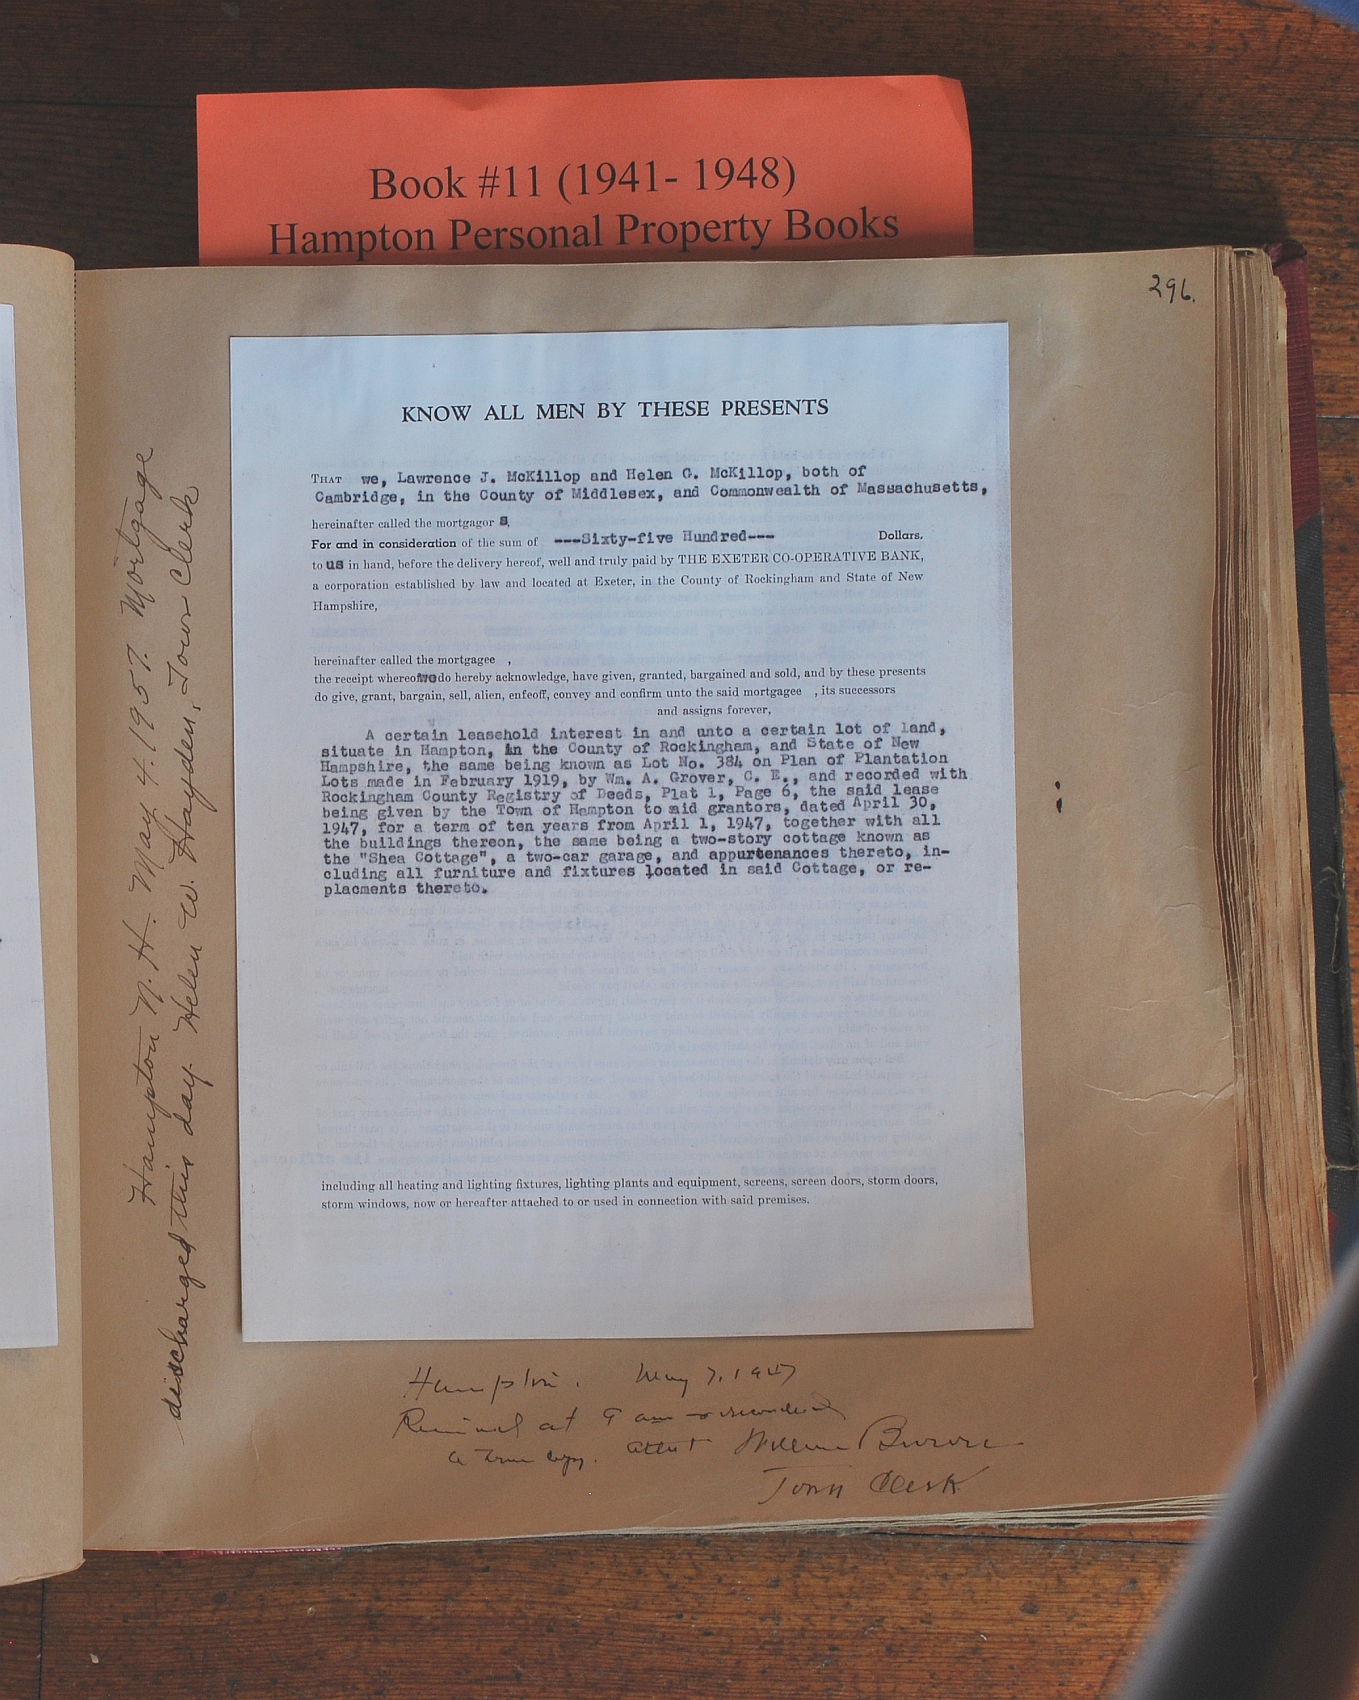 Book #11 (1941- 1948)
Hampton Personal Property Books
296.
KNOW ALL MEN BY THESE PRESENTS
THAT we, Lawrence J. McKillop and Helen G. McKillop, both of
Cambridge, in the County of Middlesex, and Commonwealth of Massachusetts,
hereinafter called the mortgagor s,
For and in consideration of the sum of ---Sixty-five Hundred--- Dollars,
to us in hand, before the delivery hereof, well and truly paid by THE EXETER CO-OPERATIVE BANK,
a corporation established by law and located at Exeter, in the County of Rockingham and State of New
Hampshire,
hereinafter called the mortgagee ,
the receipt whereof we do hereby acknowledge, have given, granted, bargained and sold, and by these presents
do give, grant, bargain, sell, alien, enfeoff, convey and confirm unto the said mortgagee , its successors
and assigns forever,
A certain leasehold interest in and unto a certain lot of land,
situate in Hampton, in the County of Rockingham, and State of New
Hampshire, the same being known as Lot No. 384 on Plan of Plantation
Lots made in February 1919, by Wm. A. Grover, C. E., and recorded with
Rockingham County Registry of Deeds, Plat 1, Page 6, the said lease
being given by the Town of Hampton to said grantors, dated April 30,
1947, for a term of ten years from April 1, 1947, together with all
the buildings thereon, the same being a two-story cottage known as
the "Shea Cottage", a two-car garage, and appurtenances thereto, in-
cluding all furniture and fixtures located in said Cottage, or re-
placments thereto.
including all heating and lighting fixtures, lighting plants and equipment, screens, screen doors, storm doors,
storm windows, now or hereafter attached to or used in connection with said premises.
Hampton N. H. May 4. 1957. Mortgage
discharged this day. Helen W. Hayden, Town Clerk
Hampton. May 7, 1947
Received at 9 am & recorded
a true copy. attest William Brown
Town Clerk